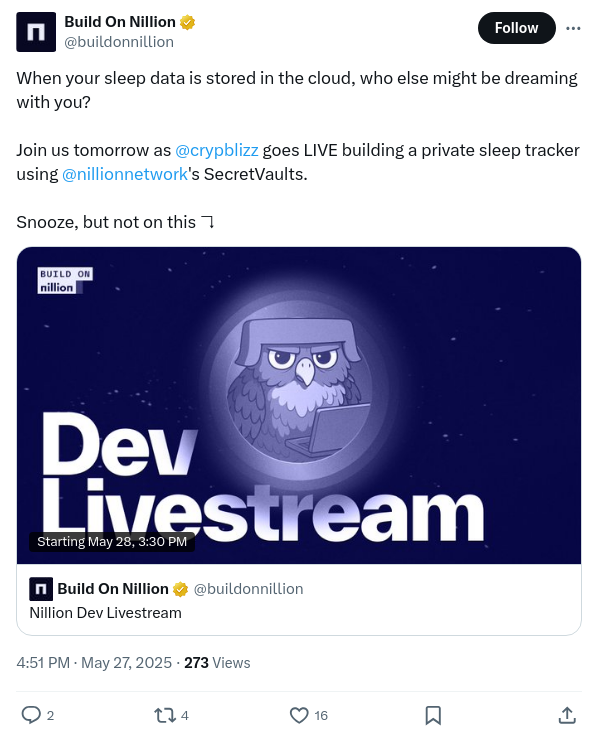 Build On Nillion
@buildonnillion
Follow
When your sleep data is stored in the cloud, who else might be dreaming
with you?
Join us tomorrow as @crypblizz goes LIVE building a private sleep tracker
using @nillionnetwork's SecretVaults.
Snooze, but not on this ⤵
BUILD ON
nillion
Dev
Livestream
Starting May 28, 3:30 PM
Build On Nillion @buildonnillion
Nillion Dev Livestream
4:51 PM · May 27, 2025 · 273 Views
2 4 16